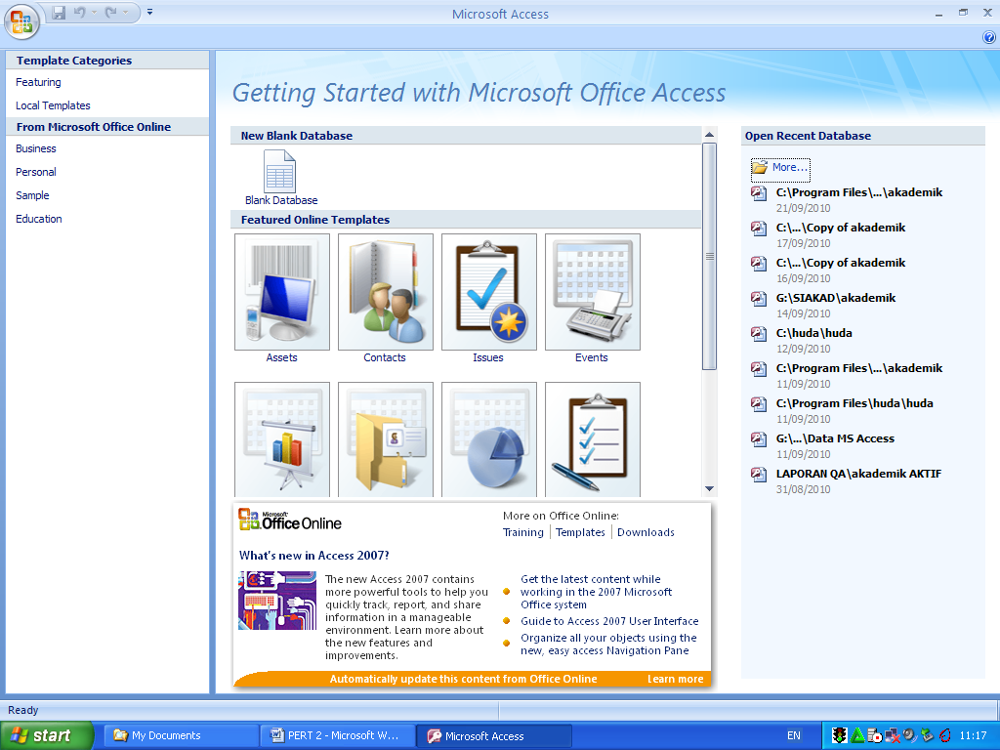 Microsoft Access
Template Categories
Featuring
Local Templates
From Microsoft Office Online
Business
Personal
Sample
Education
Getting Started with Microsoft Office Access
New Blank Database
Blank Database
Featured Online Templates
Assets
Contacts
Issues
Events
Microsoft
Office Online
More on Office Online:
Training | Templates | Downloads
What's new in Access 2007?
The new Access 2007 contains
more powerful tools to help you
quickly track, report, and share
information in a manageable
environment. Learn more about
the new features and
improvements.
Get the latest content while
working in the 2007 Microsoft
Office system
Guide to Access 2007 User Interface
Organize all your objects using the
new, easy access Navigation Pane
Automatically update this content from Office Online
Learn more
Open Recent Database
More...
C:\Program Files\...\akademik
21/09/2010
C:\...\Copy of akademik
17/09/2010
C:\...\Copy of akademik
16/09/2010
G:\SIAKAD\akademik
14/09/2010
C:\huda\huda
12/09/2010
C:\Program Files\...\akademik
11/09/2010
C:\Program Files\huda\huda
11/09/2010
G:\...\Data MS Access
11/09/2010
LAPORAN QA\akademik AKTIF
31/08/2010
Ready
start
My Documents
PERT 2 - Microsoft W...
Microsoft Access
EN
11:17